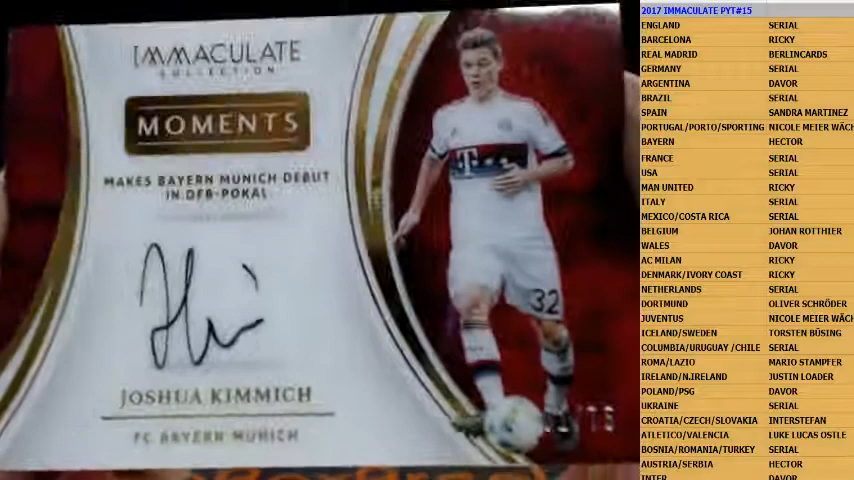 IMMACULATE
COLLECTION
MOMENTS
MAKES BAYERN MUNICH DEBUT
IN DFB-POKAL
JOSHUA KIMMICH
FC BAYERN MUNICH
T
32
2017 IMMACULATE PYT#15
ENGLAND SERIAL
BARCELONA RICKY
REAL MADRID BERLINCARDS
GERMANY SERIAL
ARGENTINA DAVOR
BRAZIL SERIAL
SPAIN SANDRA MARTINEZ
PORTUGAL/PORTO/SPORTING NICOLE MEIER WÄCH
BAYERN HECTOR
FRANCE SERIAL
USA SERIAL
MAN UNITED RICKY
ITALY SERIAL
MEXICO/COSTA RICA SERIAL
BELGIUM JOHAN ROTTHIER
WALES DAVOR
AC MILAN RICKY
DENMARK/IVORY COAST RICKY
NETHERLANDS SERIAL
DORTMUND OLIVER SCHRÖDER
JUVENTUS NICOLE MEIER WÄCH
ICELAND/SWEDEN TORSTEN BÜSING
COLUMBIA/URUGUAY /CHILE SERIAL
ROMA/LAZIO MARIO STAMPFER
IRELAND/N.IRELAND JUSTIN LOADER
POLAND/PSG DAVOR
UKRAINE SERIAL
CROATIA/CZECH/SLOVAKIA INTERSTEFAN
ATLETICO/VALENCIA LUKE LUCAS OSTLE
BOSNIA/ROMANIA/TURKEY SERIAL
AUSTRIA/SERBIA HECTOR
INTER DAVOR